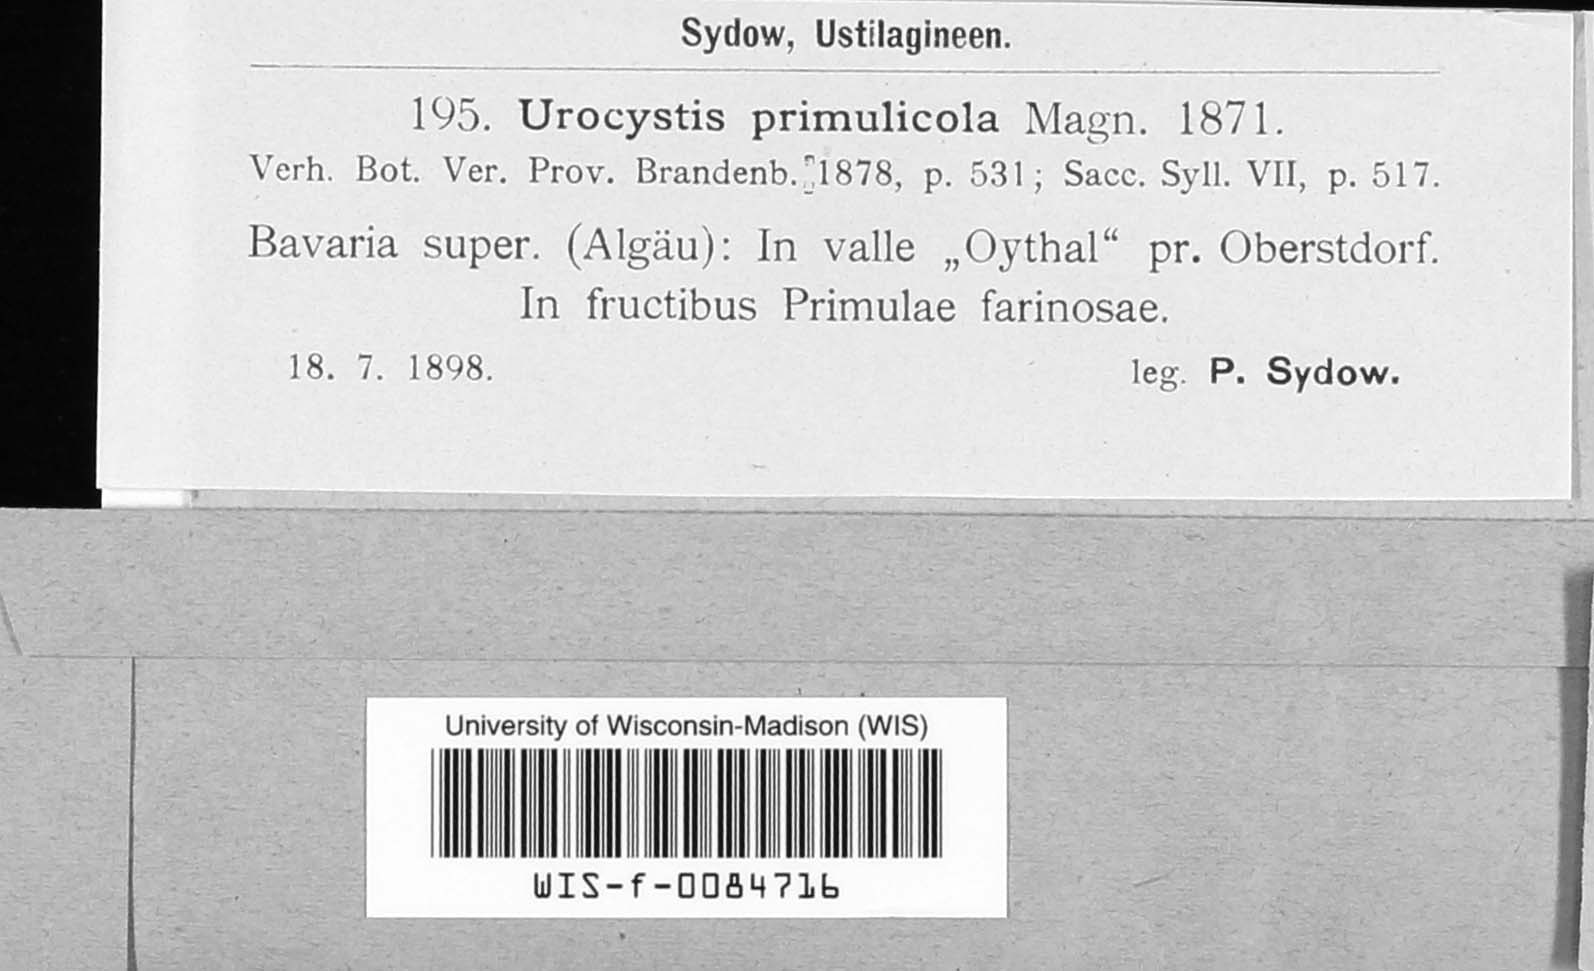 Sydow, Ustilagineen.
195. Urocystis primulicola Magn. 1871.
Verh. Bot. Ver. Prov. Brandenb. 1878, p. 531; Sacc. Syll. VII, p. 517.
Bavaria super. (Algäu): In valle „Oythal“ pr. Oberstdorf.
In fructibus Primulae farinosae.
18. 7. 1898. leg. P. Sydow.
University of Wisconsin-Madison (WIS)
WIS-f-0084716